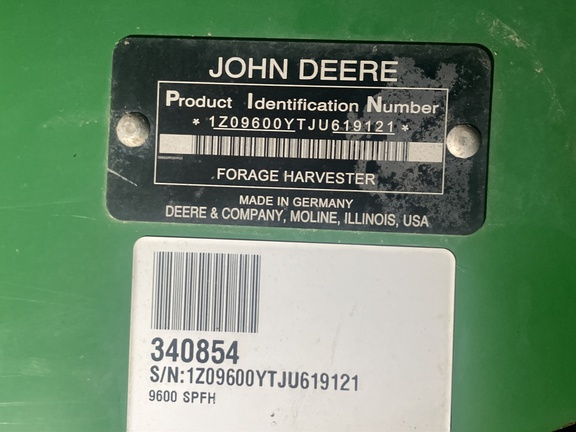 JOHN DEERE
Product Identification Number
*1Z09600YTJU619121*
FORAGE HARVESTER
MADE IN GERMANY
DEERE & COMPANY, MOLINE, ILLINOIS, USA
340854
S/N:1Z09600YTJU619121
9600 SPFH